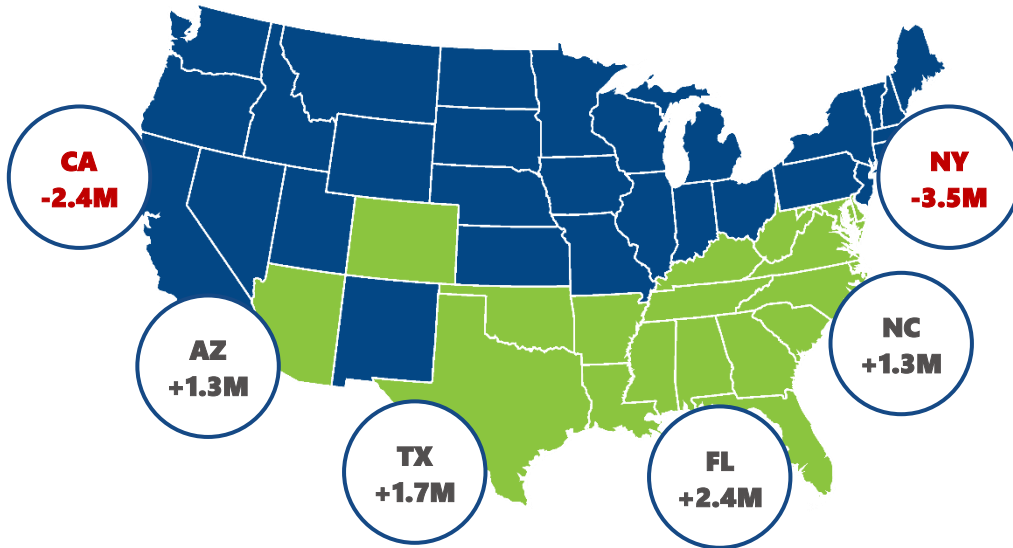 CA
-2.4M
NY
-3.5M
AZ
+1.3M
NC
+1.3M
TX
+1.7M
FL
+2.4M